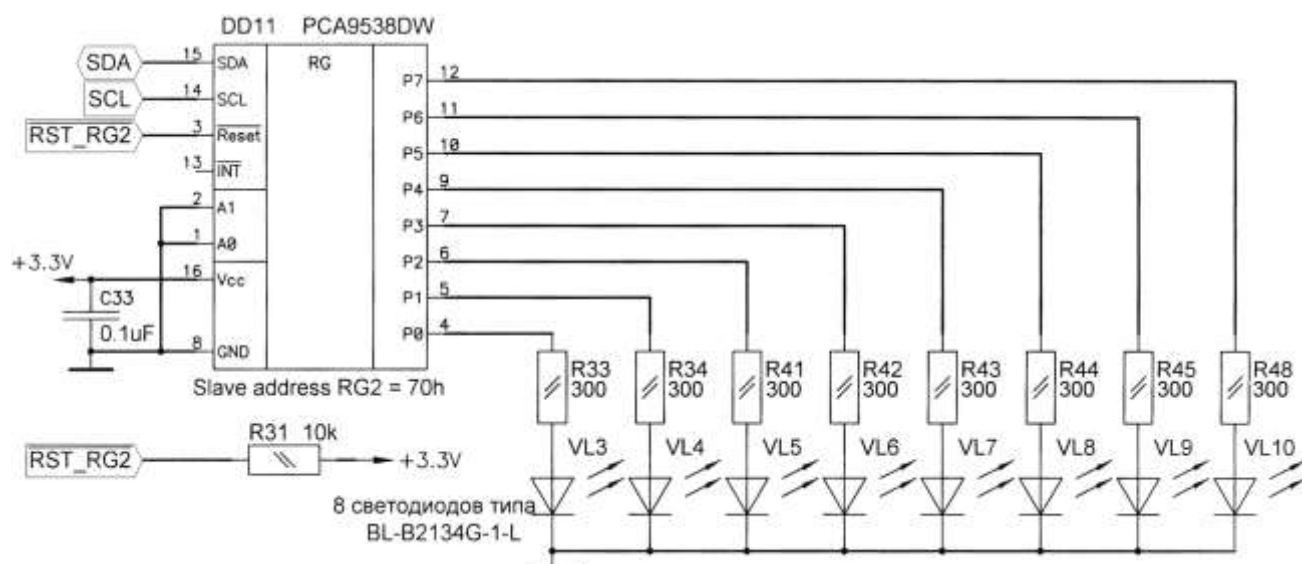 DD11 PCA9538DW
SDA 15 SDA RG P7 12
SCL 14 SCL P6 11
RST_RG2 3 Reset P5 10
13 INT P4 9
2 A1 P3 7
1 A0 P2 6
+3.3V 16 Vcc P1 5
C33
0.1uF P0 4
8 GND
Slave address RG2 = 70h
R33 R34 R41 R42 R43 R44 R45 R48
300 300 300 300 300 300 300 300
R31 10k
RST_RG2 +3.3V
VL3 VL4 VL5 VL6 VL7 VL8 VL9 VL10
8 светодиодов типа
BL-B2134G-1-L